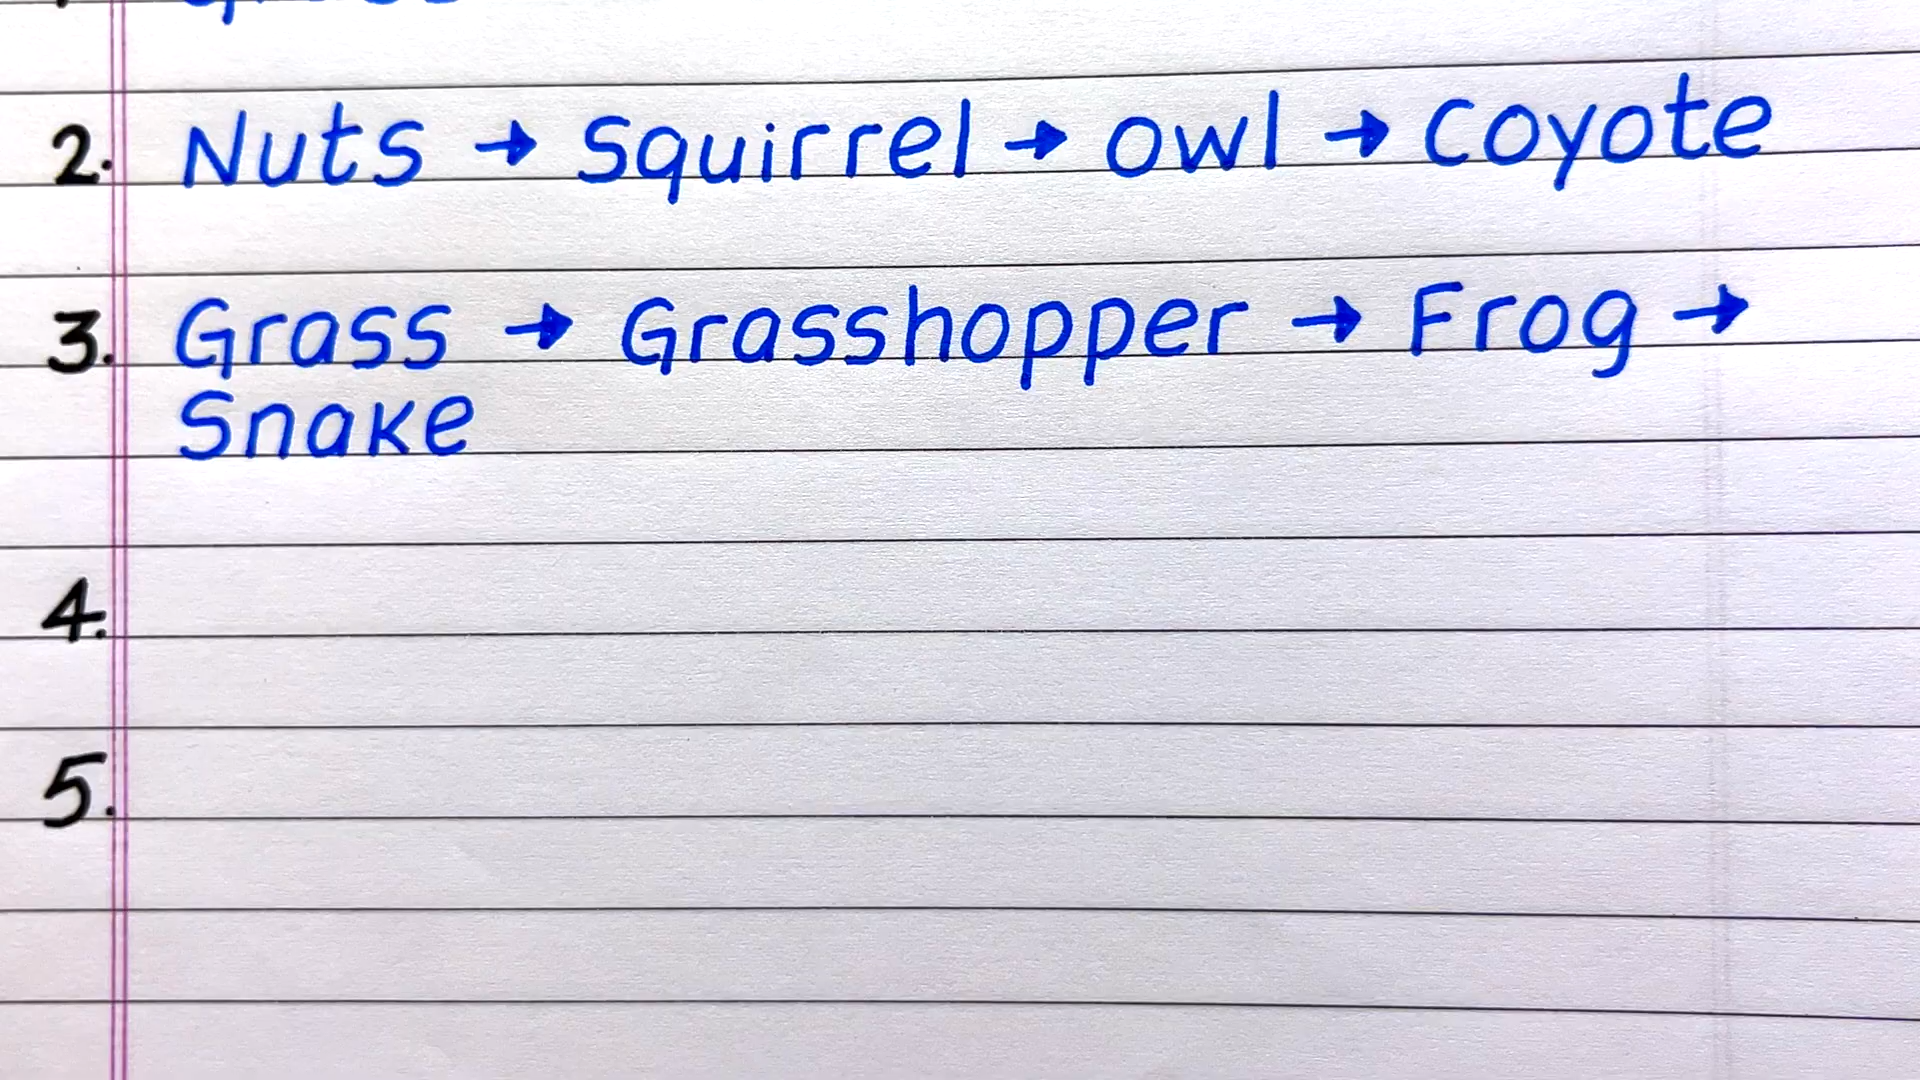 2. Nuts → Squirrel → owl → Coyote
3. Grass → Grasshopper → Frog →
Snake
4.
5.